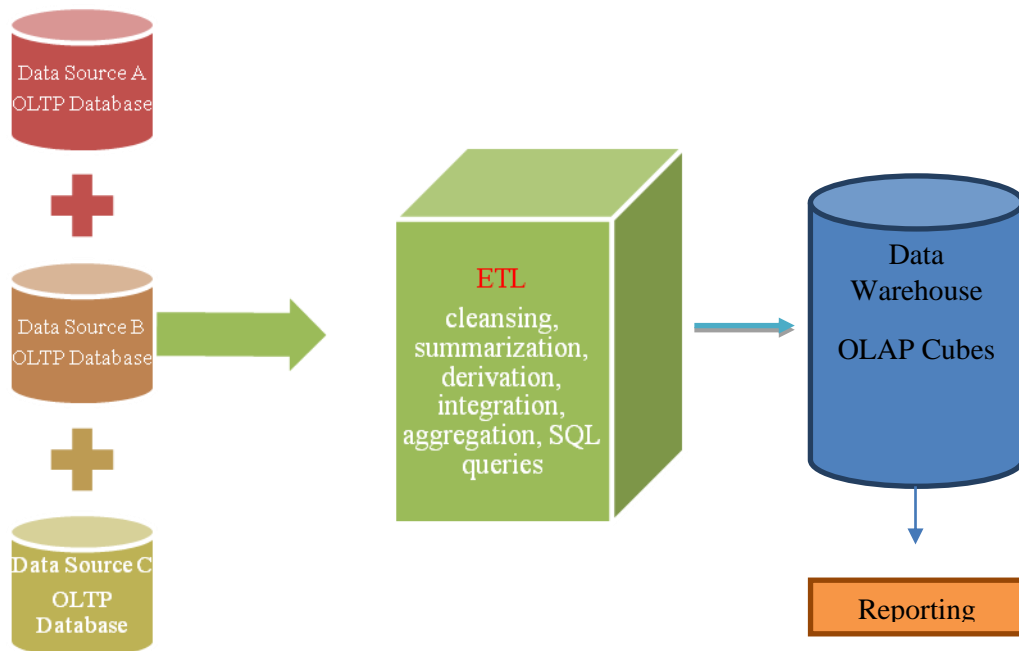 Data Source A
OLTP Database
Data Source B
OLTP Database
Data Source C
OLTP
Database
ETL
cleansing,
summarization,
derivation,
integration,
aggregation, SQL
queries
Data
Warehouse
OLAP Cubes
Reporting